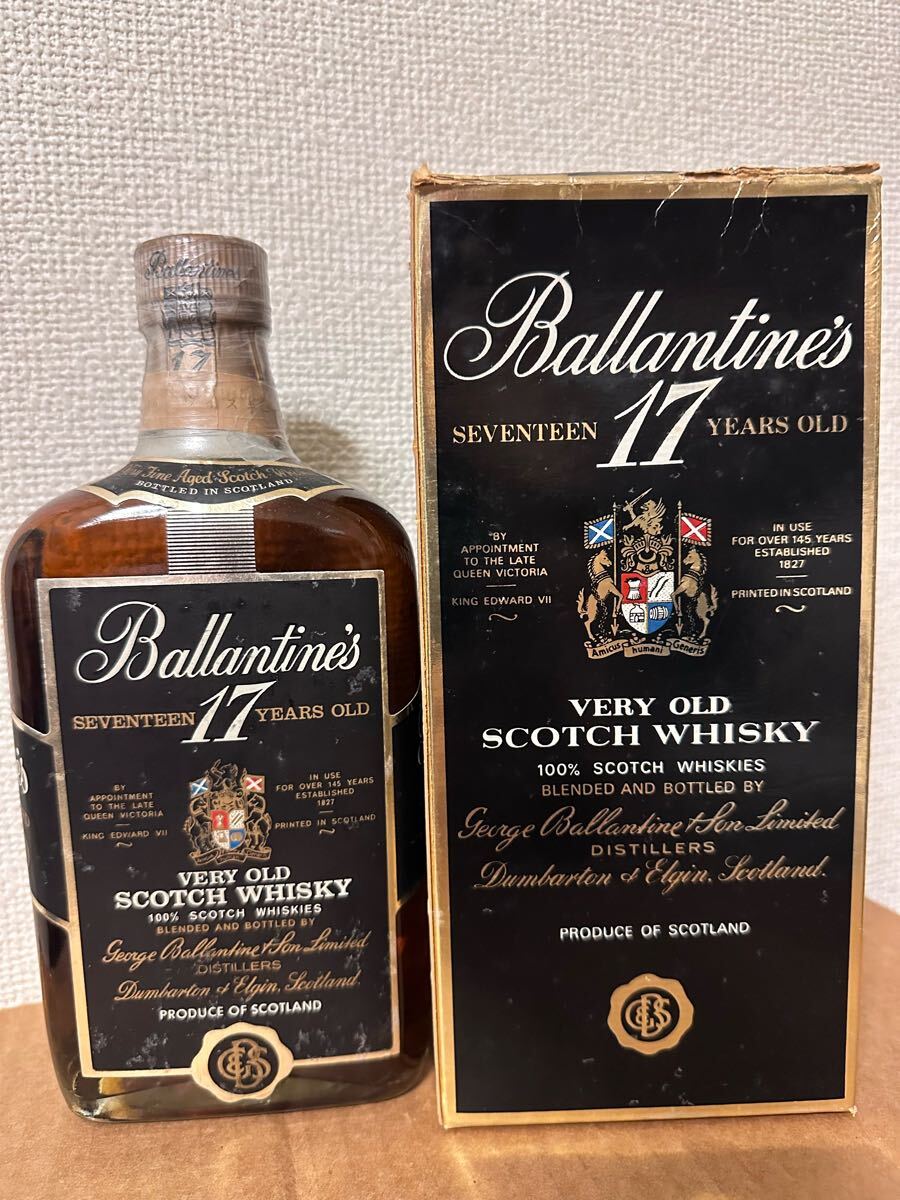 Ballantine's
17
Very Fine Aged Scotch
BOTTLED IN SCOTLAND
Ballantine's
SEVENTEEN 17 YEARS OLD
BY
APPOINTMENT
TO THE LATE
QUEEN VICTORIA
KING EDWARD VII
IN USE
FOR OVER 145 YEARS
ESTABLISHED
1827
PRINTED IN SCOTLAND
VERY OLD
SCOTCH WHISKY
100% SCOTCH WHISKIES
BLENDED AND BOTTLED BY
George Ballantine & Son Limited
DISTILLERS
Dumbarton & Elgin, Scotland.
PRODUCE OF SCOTLAND
Ballantine's
SEVENTEEN 17 YEARS OLD
BY
APPOINTMENT
TO THE LATE
QUEEN VICTORIA
KING EDWARD VII
IN USE
FOR OVER 145 YEARS
ESTABLISHED
1827
PRINTED IN SCOTLAND
Amicus humani Generis
VERY OLD
SCOTCH WHISKY
100% SCOTCH WHISKIES
BLENDED AND BOTTLED BY
George Ballantine & Son Limited
DISTILLERS
Dumbarton & Elgin, Scotland.
PRODUCE OF SCOTLAND